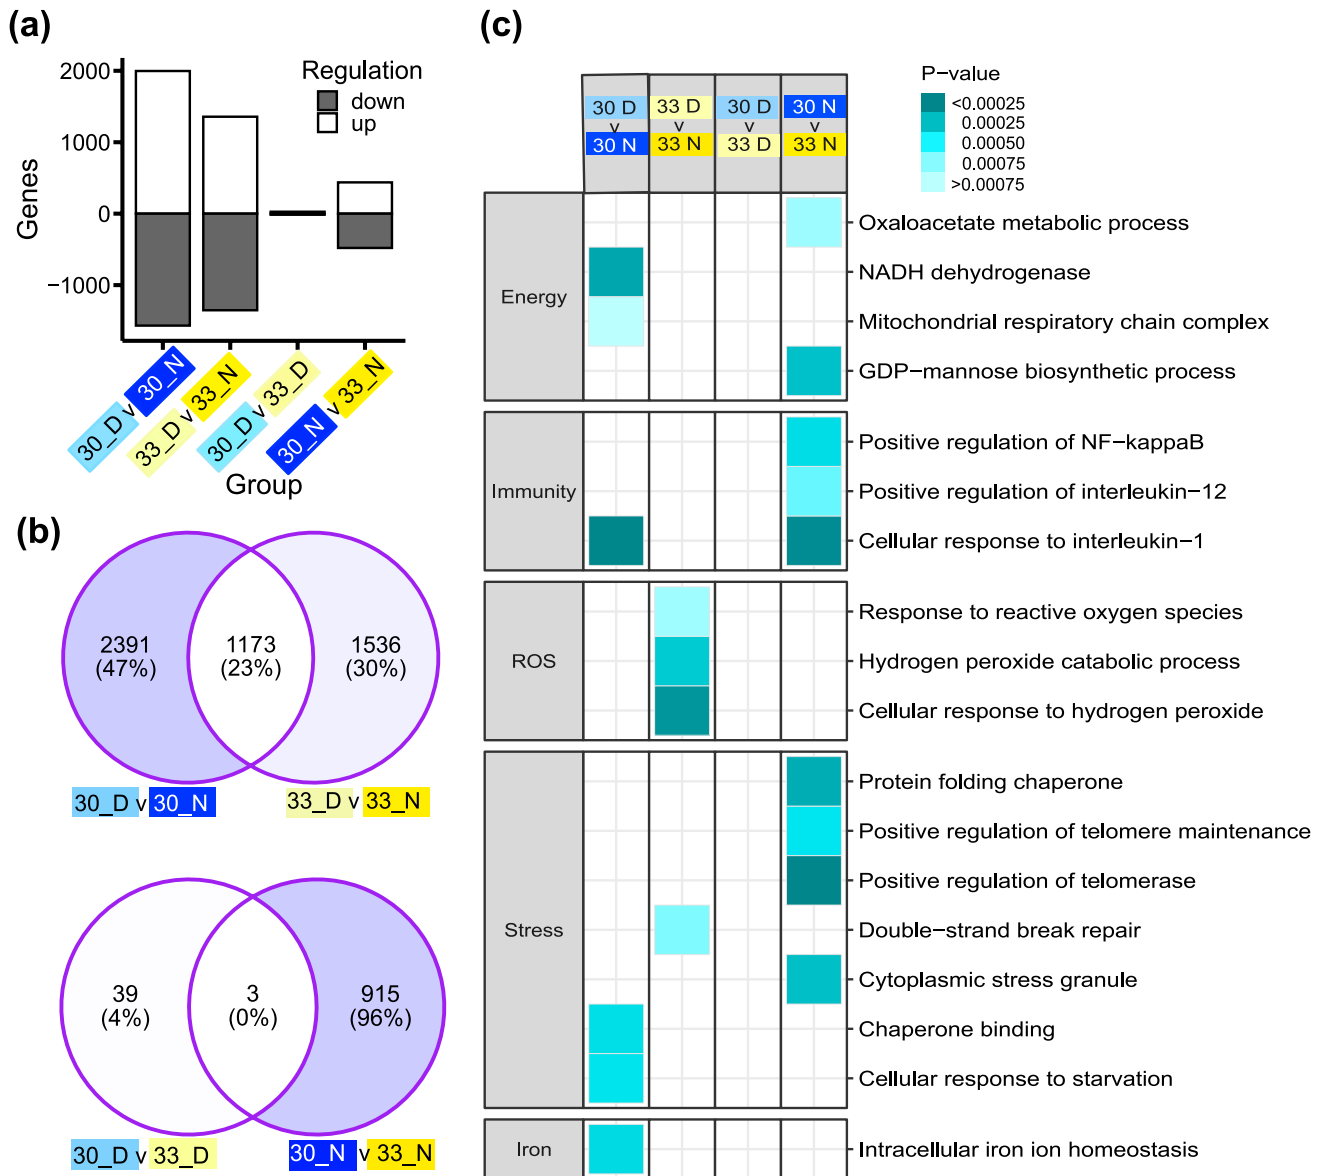 (a)
2000
1000
0
−1000
Genes
Regulation
down
up
30_D v 30_N
33_D v 33_N
30_D v 33_D
30_N v 33_N
Group
(b)
2391
(47%)
1173
(23%)
1536
(30%)
30_D v 30_N
33_D v 33_N
39
(4%)
3
(0%)
915
(96%)
30_D v 33_D
30_N v 33_N
(c)
30 D
v
30 N
33 D
v
33 N
30 D
v
33 D
30 N
v
33 N
P-value
<0.00025
0.00025
0.00050
0.00075
>0.00075
Energy
Oxaloacetate metabolic process
NADH dehydrogenase
Mitochondrial respiratory chain complex
GDP−mannose biosynthetic process
Immunity
Positive regulation of NF−kappaB
Positive regulation of interleukin−12
Cellular response to interleukin−1
ROS
Response to reactive oxygen species
Hydrogen peroxide catabolic process
Cellular response to hydrogen peroxide
Stress
Protein folding chaperone
Positive regulation of telomere maintenance
Positive regulation of telomerase
Double−strand break repair
Cytoplasmic stress granule
Chaperone binding
Cellular response to starvation
Iron
Intracellular iron ion homeostasis